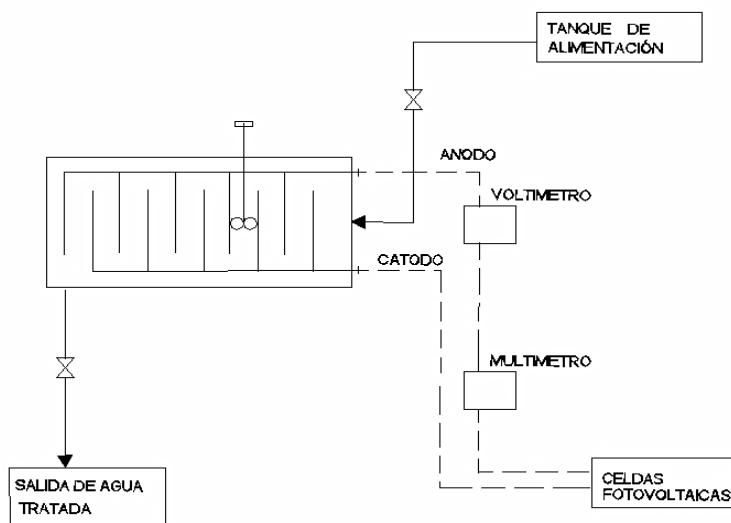 TANQUE DE
ALIMENTACIÓN
ANODO
VOLTIMETRO
CATODO
MULTIMETRO
SALIDA DE AGUA
TRATADA
CELDAS
FOTOVOLTAICAS